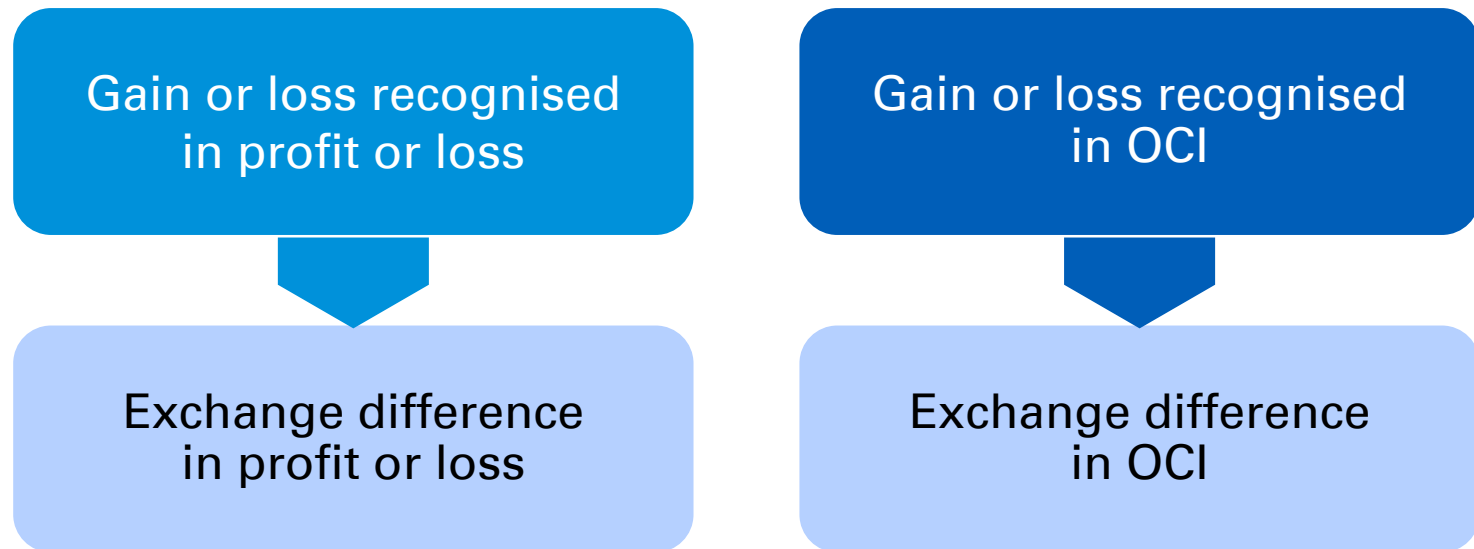 Gain or loss recognised
in profit or loss
Exchange difference
in profit or loss
Gain or loss recognised
in OCI
Exchange difference
in OCI